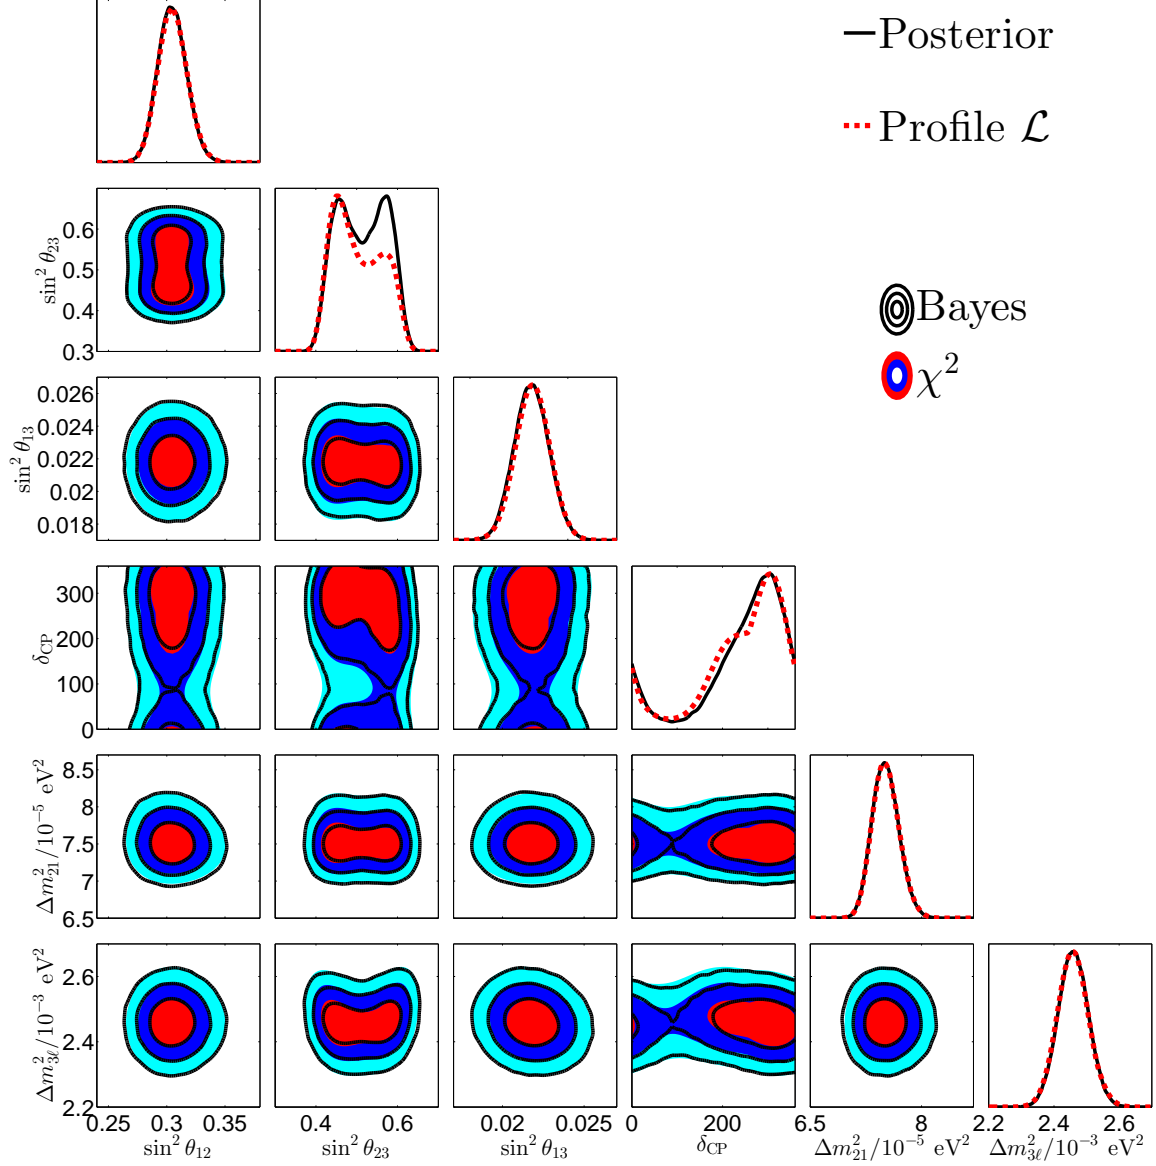 Posterior
Profile ℒ
0.6
0.5
0.4
0.3
sin² θ₂₃
Bayes
χ²
0.026
0.024
0.022
0.02
0.018
sin² θ₁₃
300
200
100
0
δ_CP
8.5
8
7.5
7
6.5
Δm²₂₁/10⁻⁵ eV²
2.6
2.4
2.2
Δm²₃ℓ/10⁻³ eV²
0.25 0.3 0.35 0.4 0.6 0.02 0.025 0 200 6.5 8 2.2 2.4 2.6
sin² θ₁₂ sin² θ₂₃ sin² θ₁₃ δ_CP Δm²₂₁/10⁻⁵ eV² Δm²₃ℓ/10⁻³ eV²